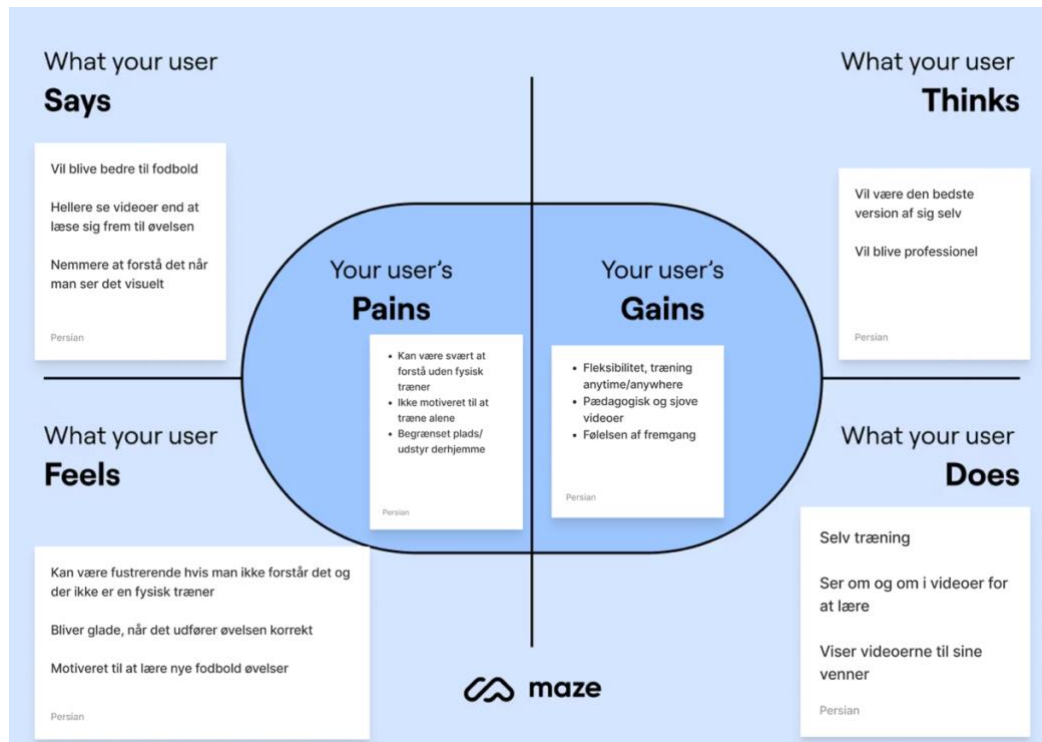 What your user
Says
Vil blive bedre til fodbold
Hellere se videoer end at
læse sig frem til øvelsen
Nemmere at forstå det når
man ser det visuelt
Persian
What your user
Thinks
Vil være den bedste
version af sig selv
Vil blive professionel
Persian
Your user's
Pains
• Kan være svært at
forstå uden fysisk
træner
• Ikke motiveret til at
træne alene
• Begrænset plads/
udstyr derhjemme
Persian
Your user's
Gains
• Fleksibilitet, træning
anytime/anywhere
• Pædagogisk og sjove
videoer
• Følelsen af fremgang
Persian
What your user
Feels
Kan være fustrerende hvis man ikke forstår det og
der ikke er en fysisk træner
Bliver glade, når det udfører øvelsen korrekt
Motiveret til at lære nye fodbold øvelser
Persian
What your user
Does
Selv træning
Ser om og om i videoer for
at lære
Viser videoerne til sine
venner
Persian
maze